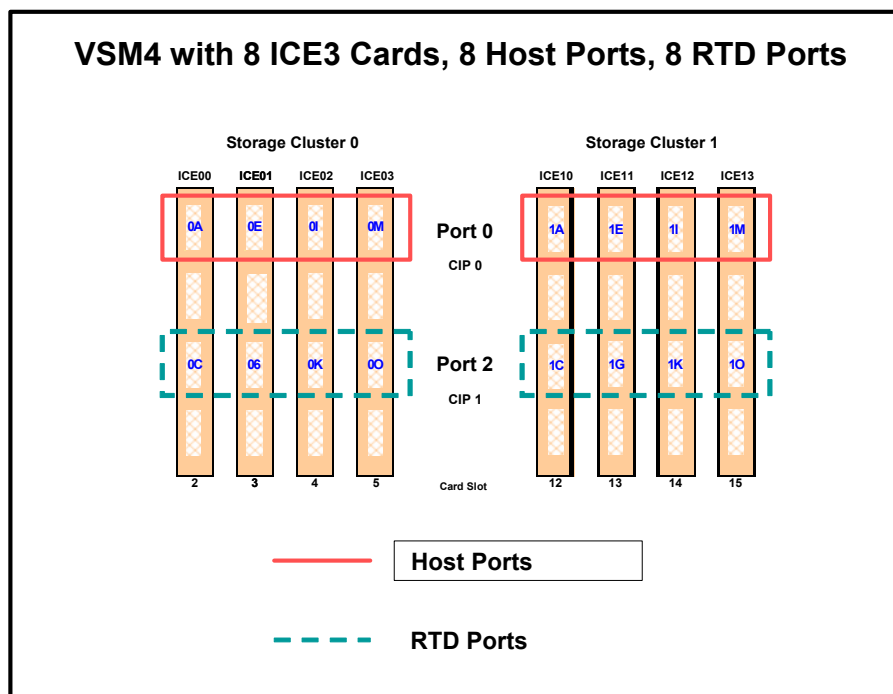 VSM4 with 8 ICE3 Cards, 8 Host Ports, 8 RTD Ports
Storage Cluster 0 Storage Cluster 1
ICE00 ICE01 ICE02 ICE03 ICE10 ICE11 ICE12 ICE13
0A 0E 0I 0M Port 0 1A 1E 1I 1M
CIP 0
0C 06 0K 0O Port 2 1C 1G 1K 1O
CIP 1
2 3 4 5 Card Slot 12 13 14 15
Host Ports
RTD Ports